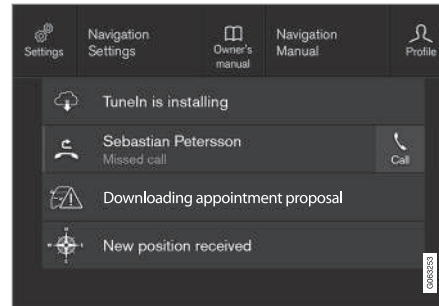 Settings
Navigation
Settings
Owner's
manual
Navigation
Manual
Profile
TuneIn is installing
Sebastian Petersson
Missed call
Call
Downloading appointment proposal
New position received
G063253